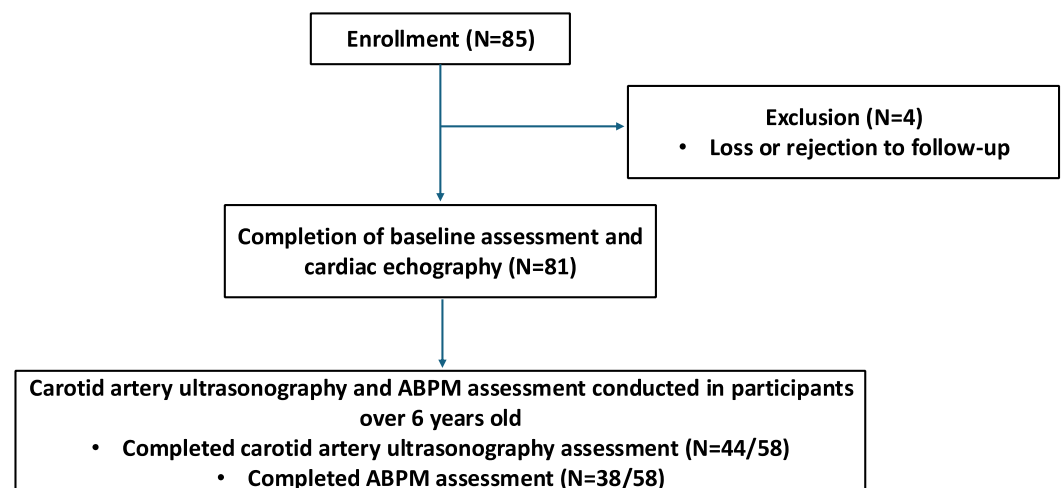 Enrollment (N=85)
Exclusion (N=4)
• Loss or rejection to follow-up
Completion of baseline assessment and
cardiac echography (N=81)
Carotid artery ultrasonography and ABPM assessment conducted in participants
over 6 years old
• Completed carotid artery ultrasonography assessment (N=44/58)
• Completed ABPM assessment (N=38/58)